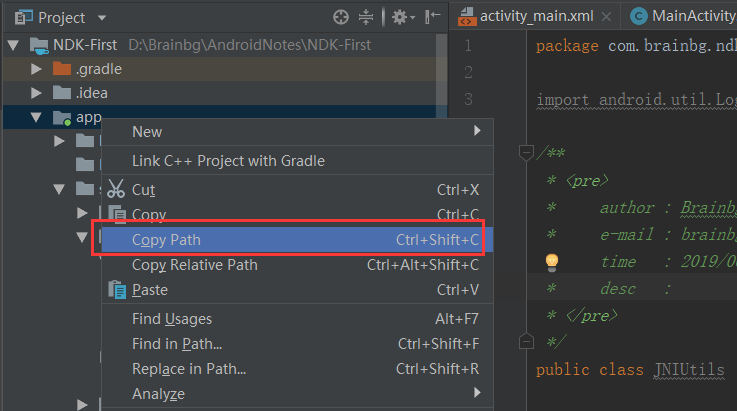 Project
NDK-First D:\Brainbg\AndroidNotes\NDK-First
.gradle
.idea
app
New
Link C++ Project with Gradle
Cut Ctrl+X
Copy Ctrl+C
Copy Path Ctrl+Shift+C
Copy Relative Path Ctrl+Alt+Shift+C
Paste Ctrl+V
Find Usages Alt+F7
Find in Path... Ctrl+Shift+F
Replace in Path... Ctrl+Shift+R
Analyze
activity_main.xml MainActivity
1 package com.brainbg.nd
2
3 import android.util.Lo
/**
* <pre>
* author : Brainb
* e-mail : brainb
* time : 2019/0
* desc :
* </pre>
*/
public class JNIUtils